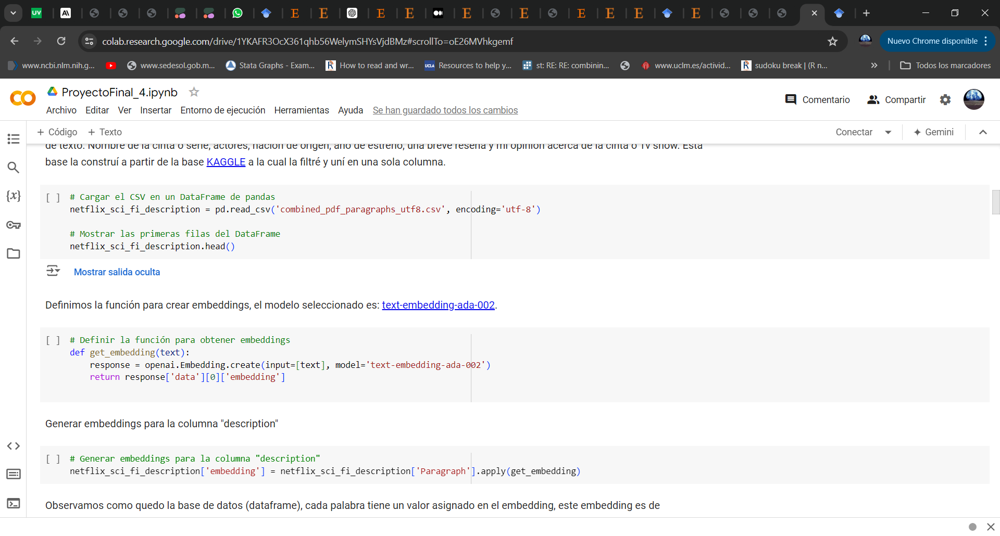 colab.research.google.com/drive/1YKAFR3OcX361qhb56WelymSHYsVjdBMz#scrollTo=oE26MVhkgemf
Nuevo Chrome disponible
www.ncbi.nlm.nih.g...
www.sedesol.gob.m...
Stata Graphs - Exam...
How to read and wr...
UCLA
Resources to help y...
st: RE: RE: combinin...
www.uclm.es/activid...
sudoku break | (R n...
Todos los marcadores
ProyectoFinal_4.ipynb
Comentario
Compartir
Archivo Editar Ver Insertar Entorno de ejecución Herramientas Ayuda Se han guardado todos los cambios
+ Código + Texto
Conectar
Gemini
de texto. Nombre de la cinta o serie, actores, nación de origen, año de estreno, una breve reseña y mi opinión acerca de la cinta o TV show. Esta
base la construí a partir de la base KAGGLE a la cual la filtré y uní en una sola columna.
[ ] # Cargar el CSV en un DataFrame de pandas
netflix_sci_fi_description = pd.read_csv('combined_pdf_paragraphs_utf8.csv', encoding='utf-8')
# Mostrar las primeras filas del DataFrame
netflix_sci_fi_description.head()
Mostrar salida oculta
Definimos la función para crear embeddings, el modelo seleccionado es: text-embedding-ada-002.
[ ] # Definir la función para obtener embeddings
def get_embedding(text):
response = openai.Embedding.create(input=[text], model='text-embedding-ada-002')
return response['data'][0]['embedding']
Generar embeddings para la columna "description"
[ ] # Generar embeddings para la columna "description"
netflix_sci_fi_description['embedding'] = netflix_sci_fi_description['Paragraph'].apply(get_embedding)
Observamos como quedo la base de datos (dataframe), cada palabra tiene un valor asignado en el embedding, este embedding es de